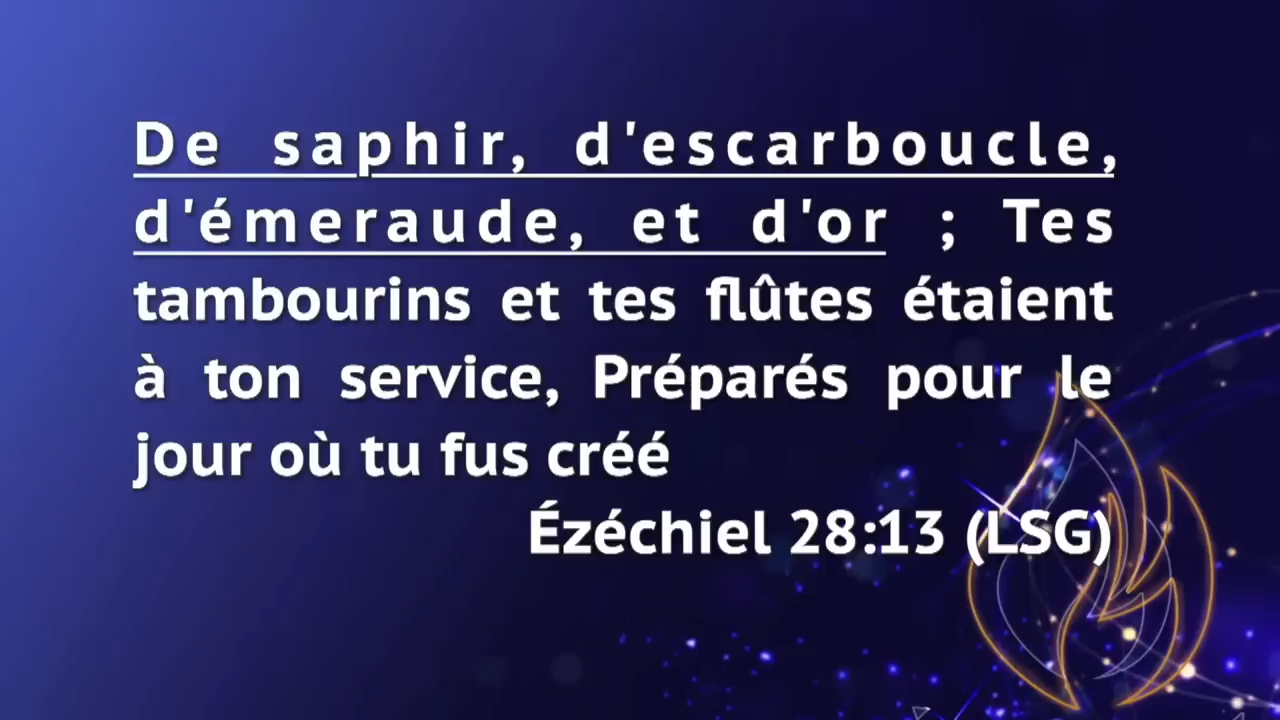 De saphir, d'escarboucle,
d'émeraude, et d'or ; Tes
tambourins et tes flûtes étaient
à ton service, Préparés pour le
jour où tu fus créé
Ézéchiel 28:13 (LSG)